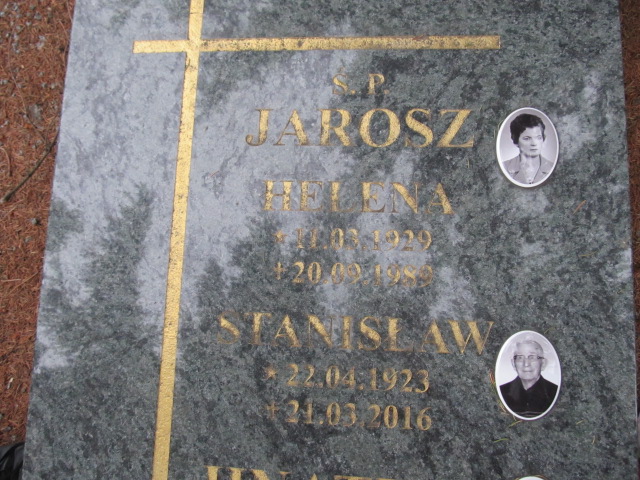 Ś. P.
JAROSZ
HELENA
* 11.03.1929
+ 20.09.1989
STANISŁAW
* 22.04.1923
+ 21.03.2016